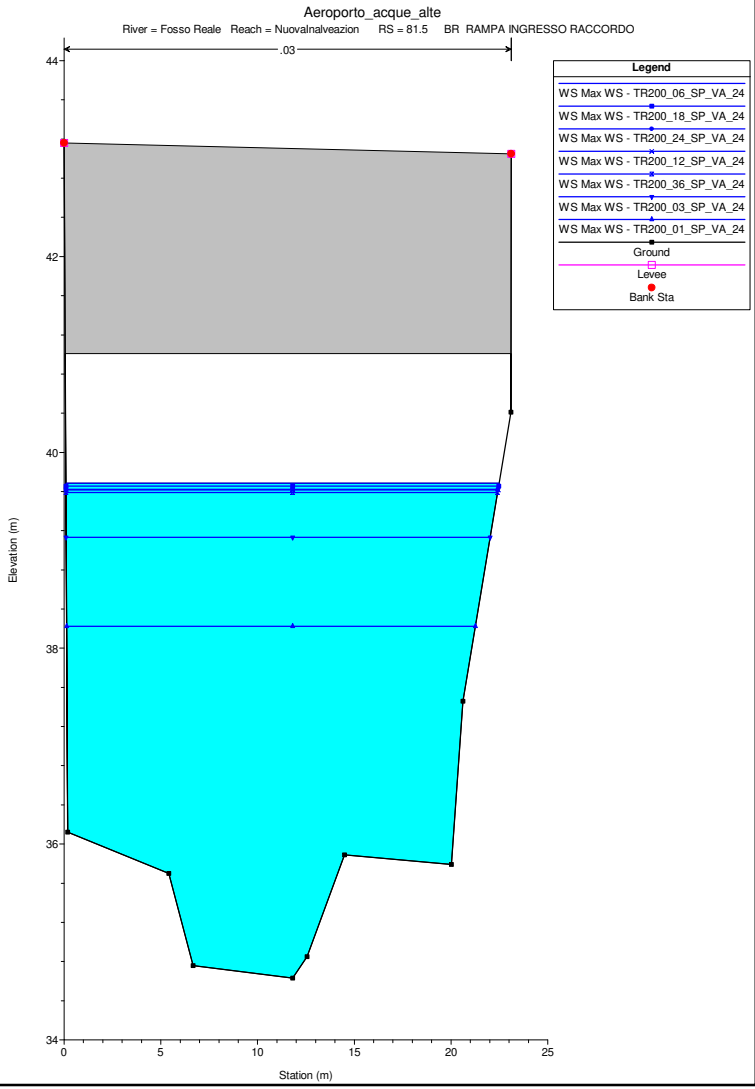 Aeroporto_acque_alte
River = Fosso Reale Reach = NuovaInalveazion RS = 81.5 BR RAMPA INGRESSO RACCORDO
.03
44
42
40
38
36
34
Elevation (m)
0 5 10 15 20 25
Station (m)
Legend
WS Max WS - TR200_06_SP_VA_24
WS Max WS - TR200_18_SP_VA_24
WS Max WS - TR200_24_SP_VA_24
WS Max WS - TR200_12_SP_VA_24
WS Max WS - TR200_36_SP_VA_24
WS Max WS - TR200_03_SP_VA_24
WS Max WS - TR200_01_SP_VA_24
Ground
Levee
Bank Sta